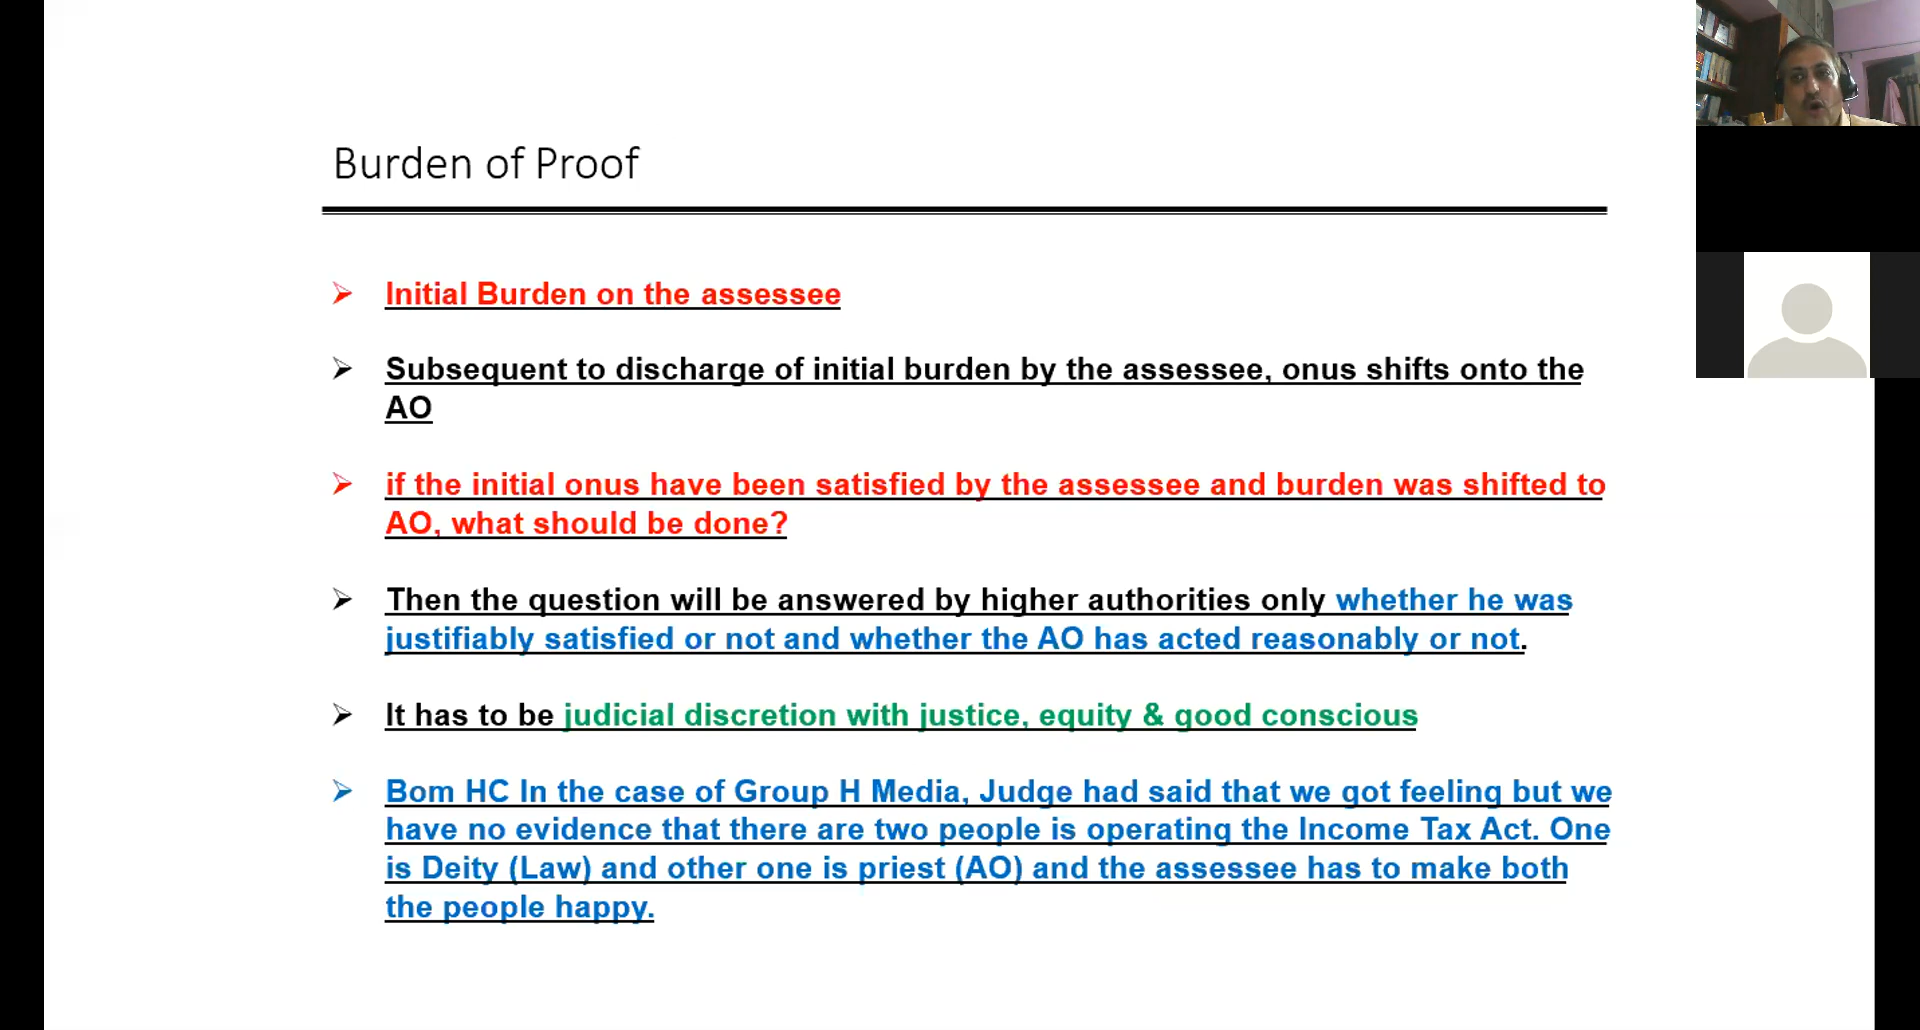 Burden of Proof
Initial Burden on the assessee
Subsequent to discharge of initial burden by the assessee, onus shifts onto the
AO
if the initial onus have been satisfied by the assessee and burden was shifted to
AO, what should be done?
Then the question will be answered by higher authorities only whether he was
justifiably satisfied or not and whether the AO has acted reasonably or not.
It has to be judicial discretion with justice, equity & good conscious
Bom HC In the case of Group H Media, Judge had said that we got feeling but we
have no evidence that there are two people is operating the Income Tax Act. One
is Deity (Law) and other one is priest (AO) and the assessee has to make both
the people happy.